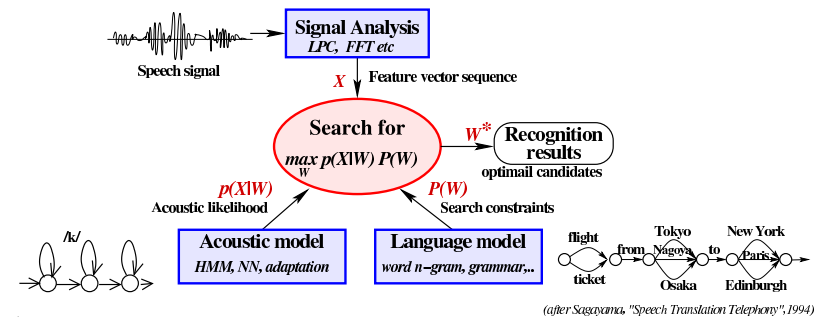 Signal Analysis
LPC, FFT etc
Speech signal
X
Feature vector sequence
Search for
max p(X|W) P(W)
W
W*
Recognition
results
optimail candidates
p(X|W)
Acoustic likelihood
P(W)
Search constraints
/k/
Acoustic model
HMM, NN, adaptation
Language model
word n-gram, grammar,..
flight
ticket
from
Tokyo
Nagoya
Osaka
to
New York
Paris
Edinburgh
(after Sagayama, "Speech Translation Telephony",1994)